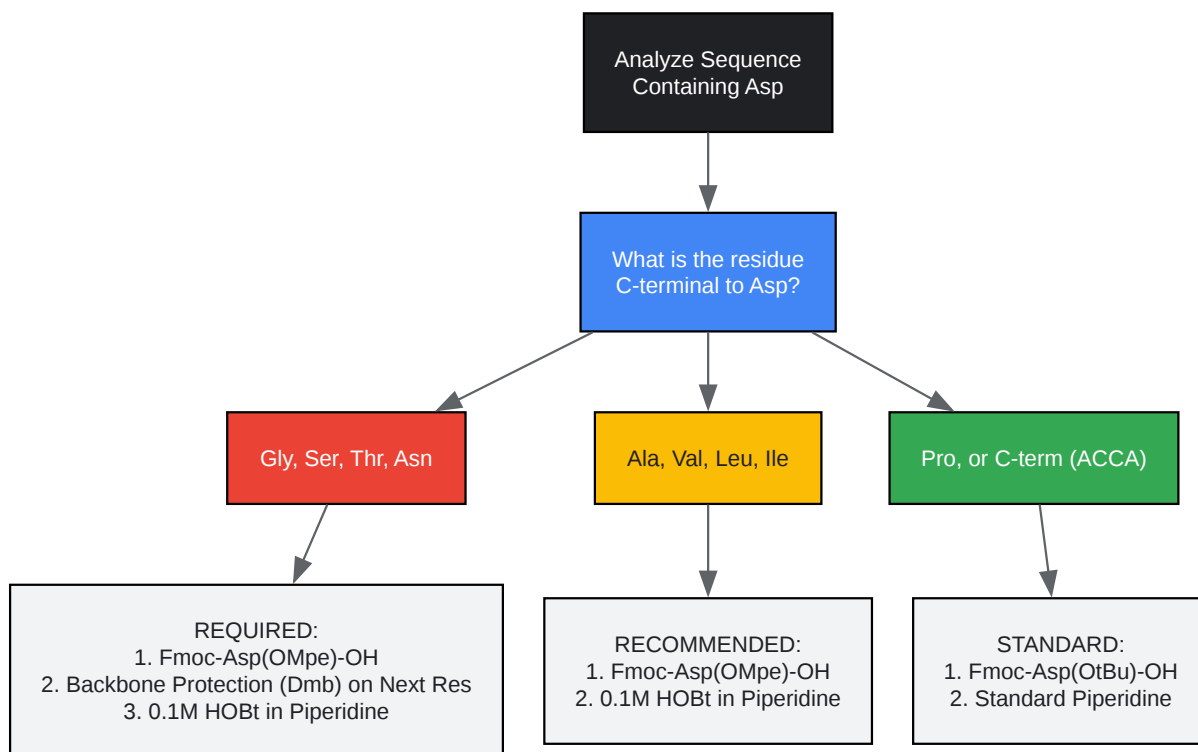 Analyze Sequence
Containing Asp
What is the residue
C-terminal to Asp?
Gly, Ser, Thr, Asn
Ala, Val, Leu, Ile
Pro, or C-term (ACCA)
REQUIRED:
1. Fmoc-Asp(OMpe)-OH
2. Backbone Protection (Dmb) on Next Res
3. 0.1M HOBt in Piperidine
RECOMMENDED:
1. Fmoc-Asp(OMpe)-OH
2. 0.1M HOBt in Piperidine
STANDARD:
1. Fmoc-Asp(OtBu)-OH
2. Standard Piperidine